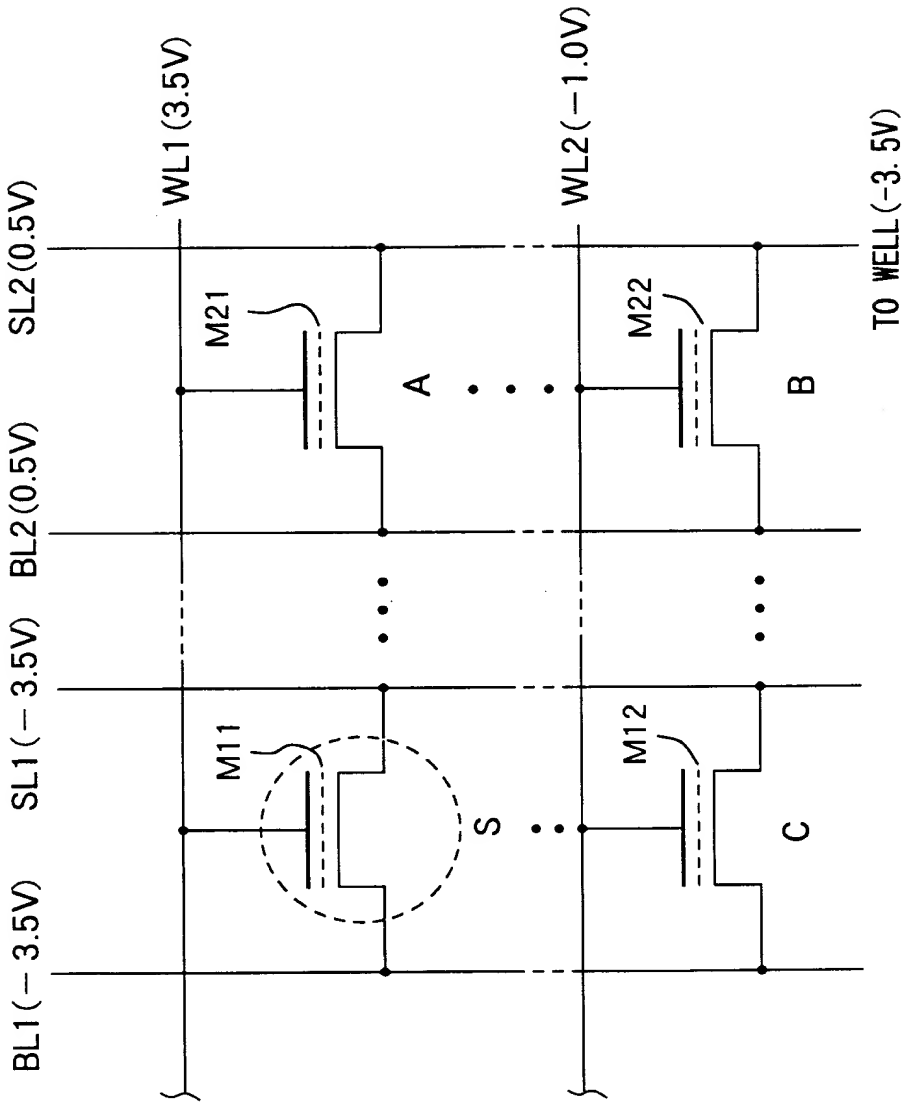 BL1(−3.5V)
SL1(−3.5V)
BL2(0.5V)
SL2(0.5V)
WL1(3.5V)
M11
M21
S
A
WL2(−1.0V)
M12
M22
C
B
TO WELL(-3.5V)